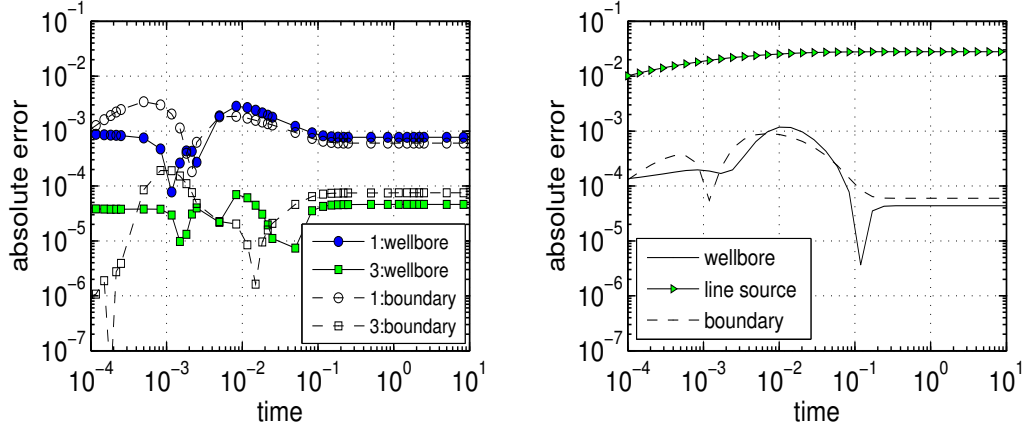 absolute error
10^-1
10^-2
10^-3
10^-4
10^-5
10^-6
10^-7
1:wellbore
3:wellbore
1:boundary
3:boundary
10^-4 10^-3 10^-2 10^-1 10^0 10^1
time
absolute error
10^-1
10^-2
10^-3
10^-4
10^-5
10^-6
10^-7
wellbore
line source
boundary
10^-4 10^-3 10^-2 10^-1 10^0 10^1
time